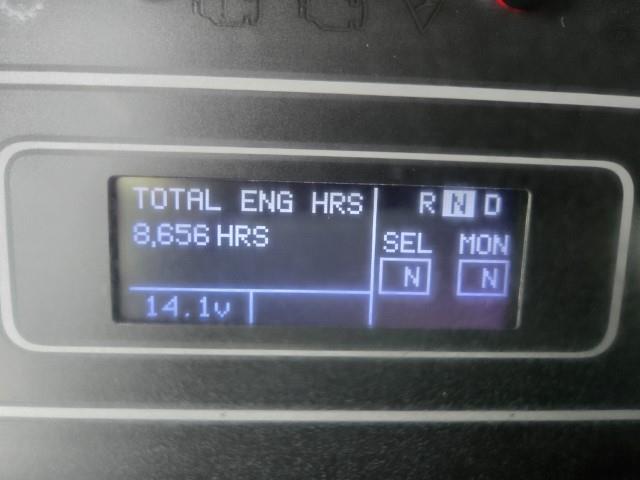 TOTAL ENG HRS
8,656 HRS
14.1v
R N D
SEL MON
N N